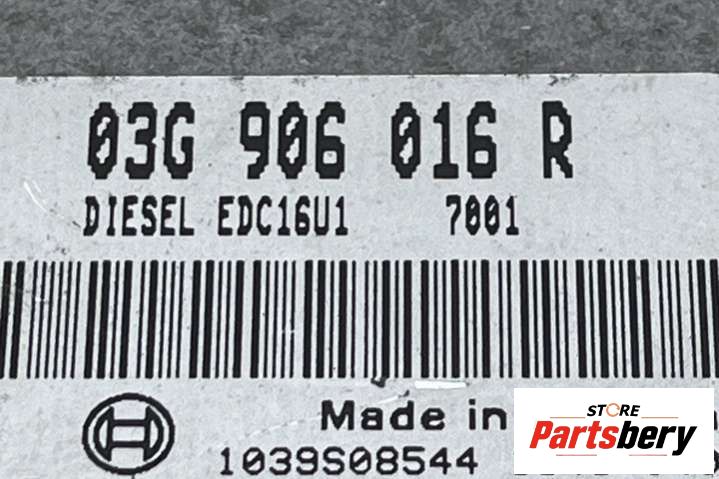 03G 906 016 R
DIESEL EDC16U1 7001
Made in
1039S08544
STORE
Partsbery